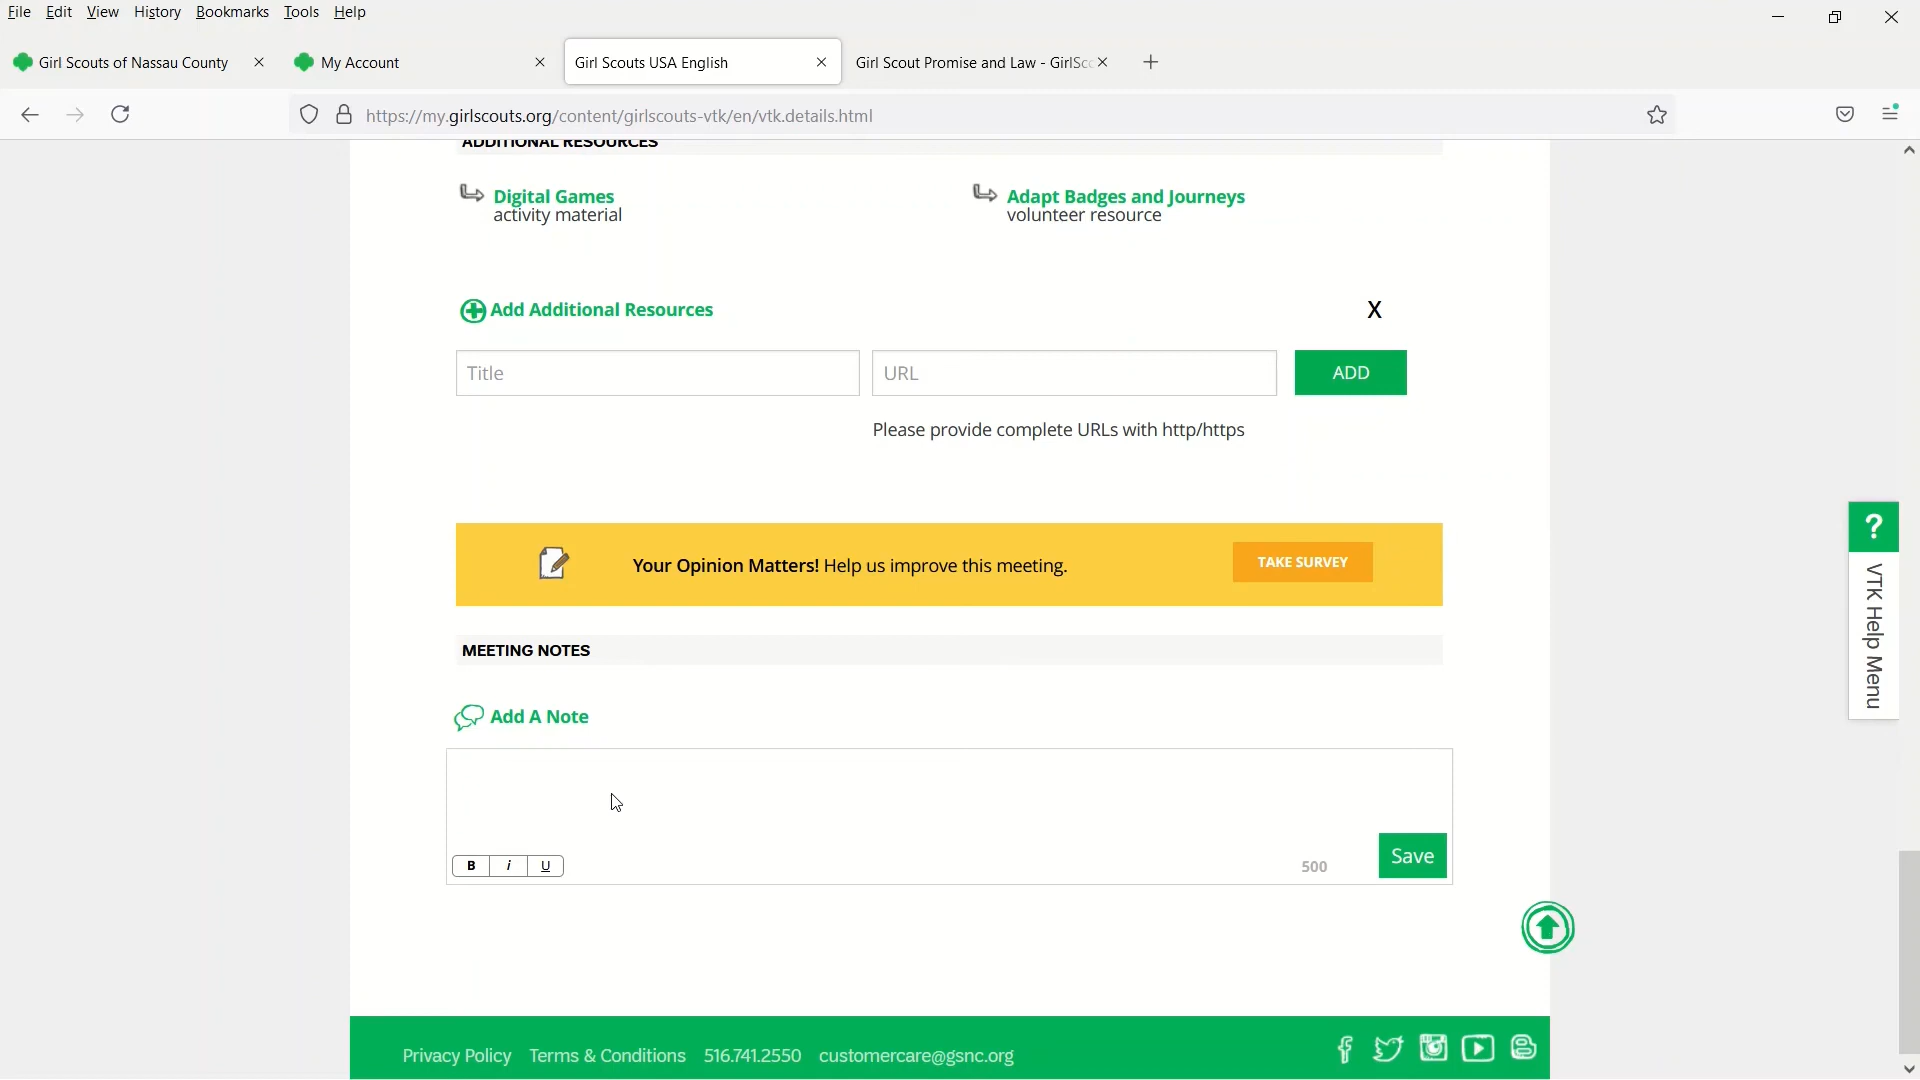 File Edit View History Bookmarks Tools Help
Girl Scouts of Nassau County
My Account
Girl Scouts USA English
Girl Scout Promise and Law - GirlSc
https://my.girlscouts.org/content/girlscouts-vtk/en/vtk.details.html
ADDITIONAL RESOURCES
Digital Games
activity material
Adapt Badges and Journeys
volunteer resource
Add Additional Resources
X
Title
URL
ADD
Please provide complete URLs with http/https
Your Opinion Matters! Help us improve this meeting.
TAKE SURVEY
MEETING NOTES
Add A Note
B i U
500
Save
? VTK Help Menu
Privacy Policy Terms & Conditions 516.741.2550 customercare@gsnc.org